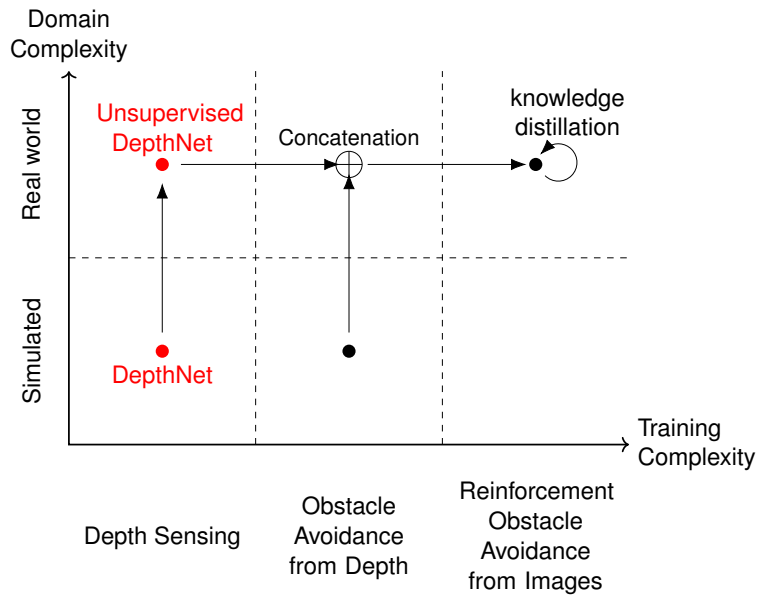 Domain
Complexity
Unsupervised
DepthNet
Concatenation
knowledge
distillation
Real world
Simulated
DepthNet
Training
Complexity
Depth Sensing
Obstacle
Avoidance
from Depth
Reinforcement
Obstacle
Avoidance
from Images